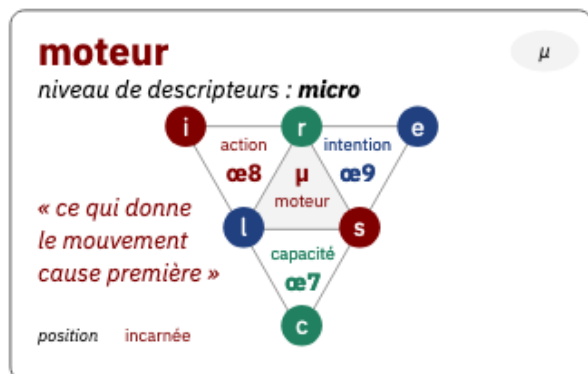 moteur
μ
niveau de descripteurs : micro
i r e
action intention
œ8 μ œ9
moteur
« ce qui donne
le mouvement
cause première »
l s
capacité
œ7
c
position incarnée